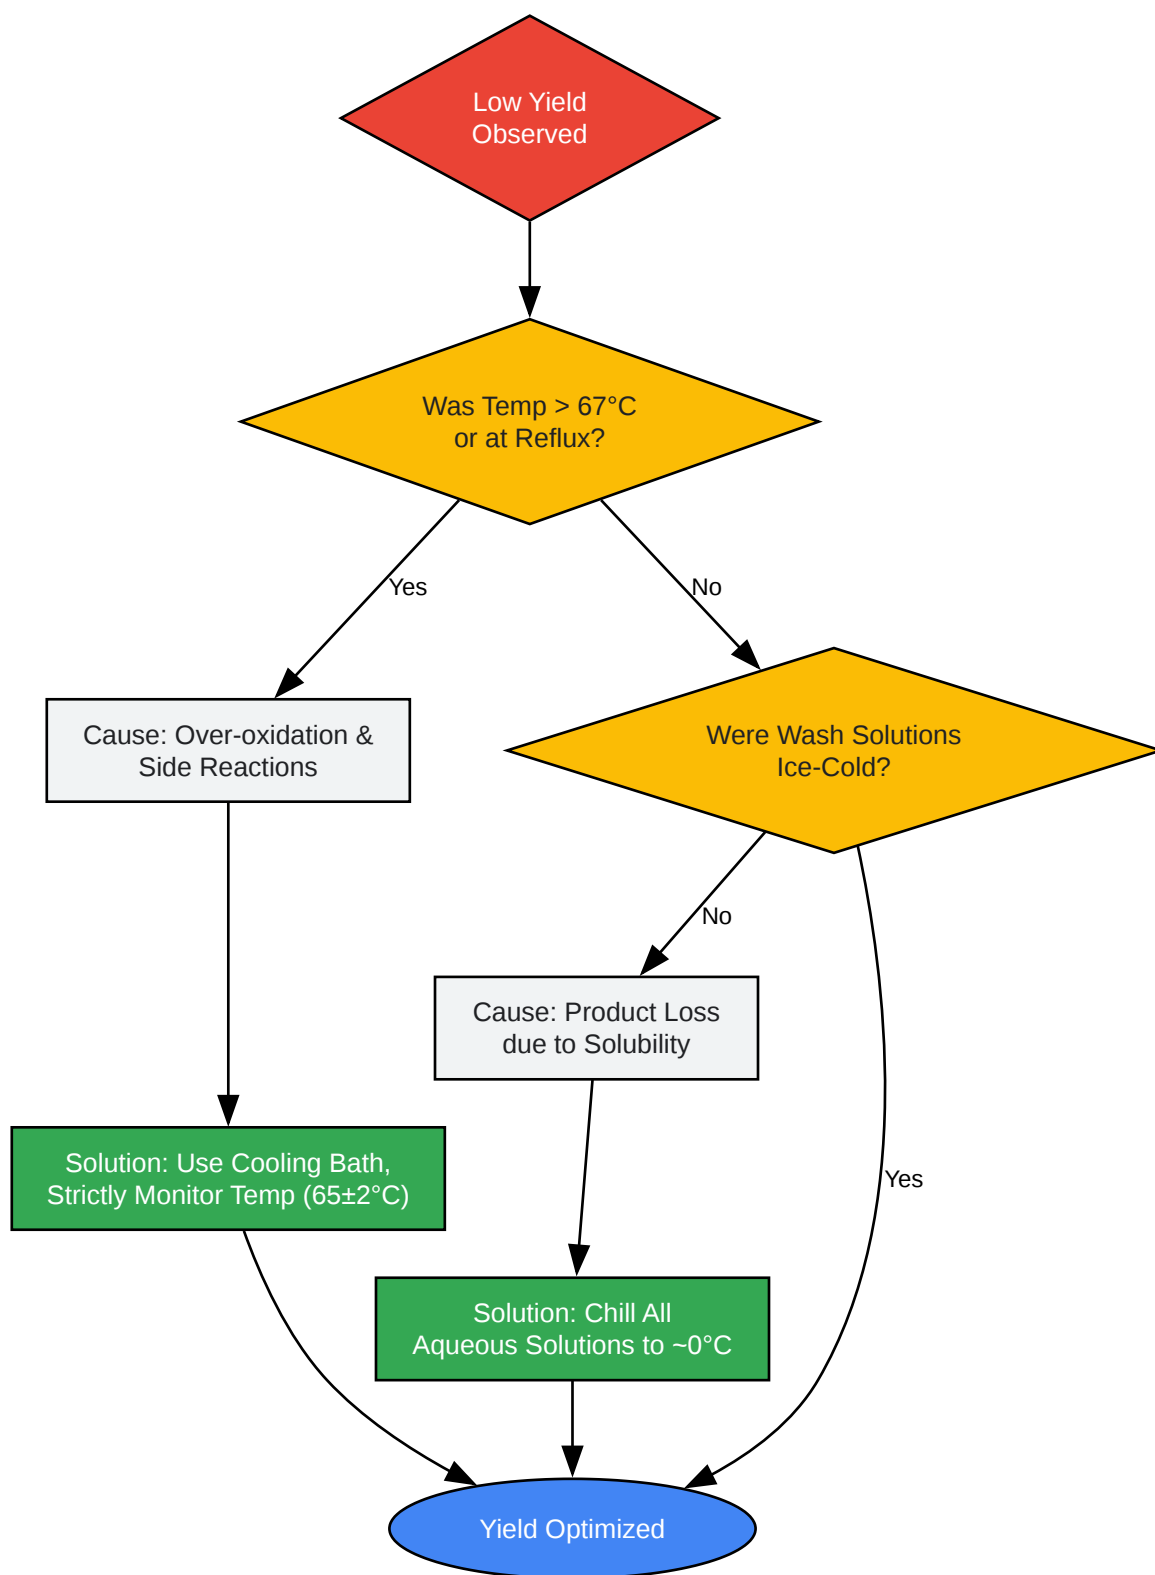 Low Yield
Observed
Was Temp > 67°C
or at Reflux?
Yes
No
Cause: Over-oxidation &
Side Reactions
Were Wash Solutions
Ice-Cold?
No
Cause: Product Loss
due to Solubility
Solution: Use Cooling Bath,
Strictly Monitor Temp (65±2°C)
Yes
Solution: Chill All
Aqueous Solutions to ~0°C
Yield Optimized